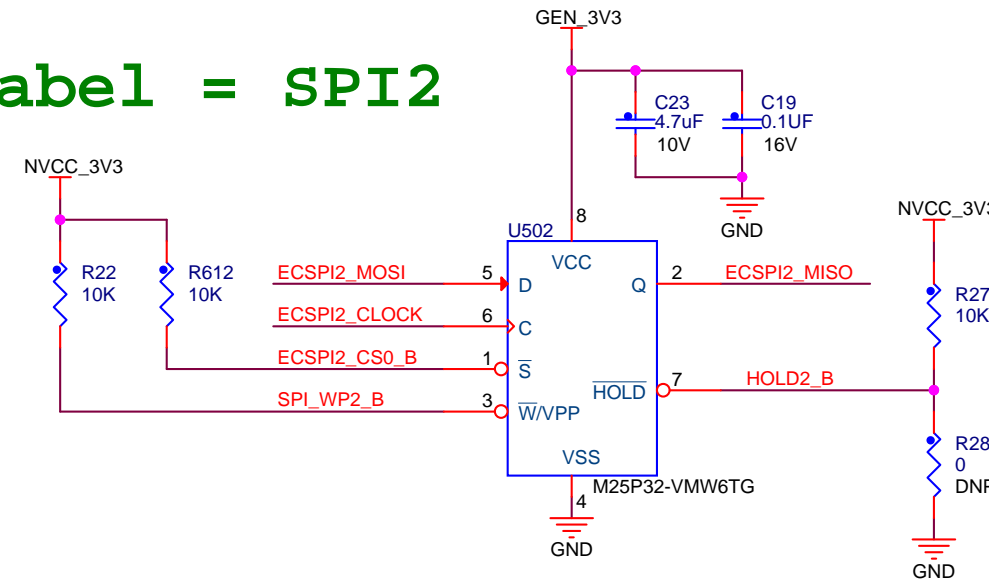 GEN_3V3
abel = SPI2
C23
4.7uF
10V
C19
0.1UF
16V
NVCC_3V3
GND
NVCC_3V3
8
U502
VCC
R22
10K
R612
10K
ECSPI2_MOSI
5
D
Q
2
ECSPI2_MISO
ECSPI2_CLOCK
6
C
R27
10K
ECSPI2_CS0_B
1
S
SPI_WP2_B
3
W/VPP
HOLD
7
HOLD2_B
VSS
R28
0
DNP
M25P32-VMW6TG
4
GND
GND